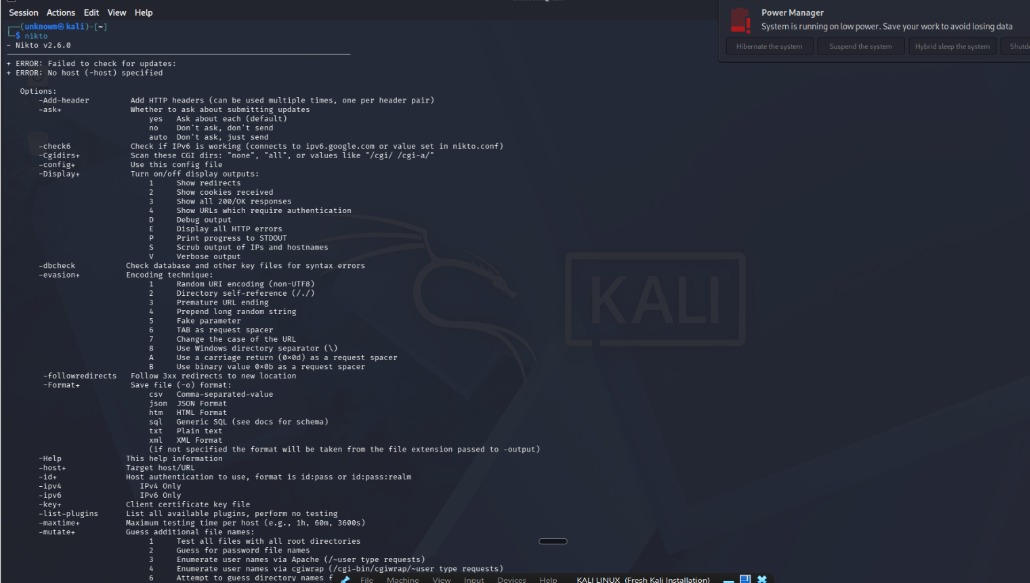 Session Actions Edit View Help
(unknown㉿kali)-[~]
$ nikto
- Nikto v2.6.0
+ ERROR: Failed to check for updates:
+ ERROR: No host (-host) specified
Options:
-Add-header Add HTTP headers (can be used multiple times, one per header pair)
-ask+ Whether to ask about submitting updates
yes Ask about each (default)
no Don't ask, don't send
auto Don't ask, just send
-check6 Check if IPv6 is working (connects to ipv6.google.com or value set in nikto.conf)
-Cgidirs+ Scan these CGI dirs: "none", "all", or values like "/cgi/ /cgi-a/"
-config+ Use this config file
-Display+ Turn on/off display outputs:
1 Show redirects
2 Show cookies received
3 Show all 200/OK responses
4 Show URLs which require authentication
D Debug output
E Display all HTTP errors
P Print progress to STDOUT
S Scrub output of IPs and hostnames
V Verbose output
-dbcheck Check database and other key files for syntax errors
-evasion+ Encoding technique:
1 Random URI encoding (non-UTF8)
2 Directory self-reference (/./)
3 Premature URL ending
4 Prepend long random string
5 Fake parameter
6 TAB as request spacer
7 Change the case of the URL
8 Use Windows directory separator (\)
A Use a carriage return (0x0d) as a request spacer
B Use binary value 0x0b as a request spacer
-followredirects Follow 3xx redirects to new location
-Format+ Save file (-o) format:
csv Comma-separated-value
json JSON Format
htm HTML Format
sql Generic SQL (see docs for schema)
txt Plain text
xml XML Format
(if not specified the format will be taken from the file extension passed to -output)
-Help This help information
-host+ Target host/URL
-id+ Host authentication to use, format is id:pass or id:pass:realm
-ipv4 IPv4 Only
-ipv6 IPv6 Only
-key+ Client certificate key file
-list-plugins List all available plugins, perform no testing
-maxtime+ Maximum testing time per host (e.g., 1h, 60m, 3600s)
-mutate+ Guess additional file names:
1 Test all files with all root directories
2 Guess for password file names
3 Enumerate user names via Apache (/~user type requests)
4 Enumerate user names via cgiwrap (/cgi-bin/cgiwrap/~user type requests)
6 Attempt to guess directory names f
Power Manager
System is running on low power. Save your work to avoid losing data
Hibernate the system Suspend the system Hybrid sleep the system Shutd
KALI
File Machine View Input Devices Help KALI LINUX (Fresh Kali Installation)